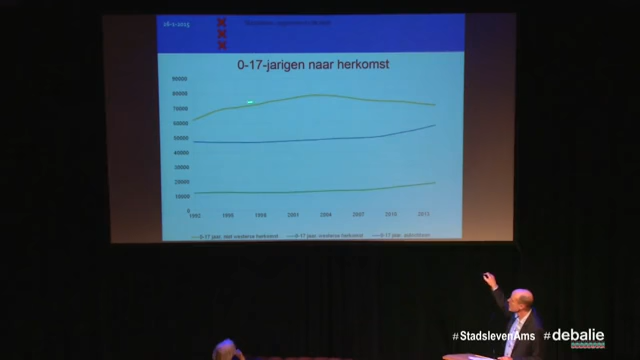 0-17-jarigen naar herkomst
90000
80000
70000
60000
50000
40000
30000
20000
10000
0
1992 1995 1998 2001 2004 2007 2010 2013
0-17 jaar, niet westerse herkomst 0-17 jaar, westerse herkomst 0-17 jaar,
#StadslevenAms #debalie